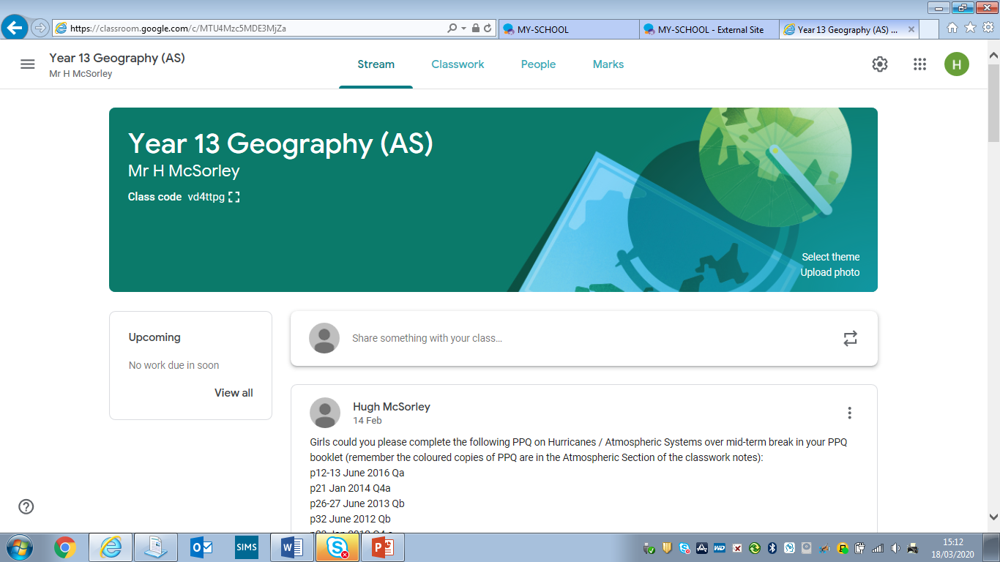 https://classroom.google.com/c/MTU4Mzc5MDE3MjZa
MY-SCHOOL
MY-SCHOOL - External Site
Year 13 Geography (AS) ...
Year 13 Geography (AS)
Mr H McSorley
Stream
Classwork
People
Marks
H
Year 13 Geography (AS)
Mr H McSorley
Class code vd4ttpg
Select theme
Upload photo
Upcoming
No work due in soon
View all
Share something with your class...
Hugh McSorley
14 Feb
Girls could you please complete the following PPQ on Hurricanes / Atmospheric Systems over mid-term break in your PPQ
booklet (remember the coloured copies of PPQ are in the Atmospheric Section of the classwork notes):
p12-13 June 2016 Qa
p21 Jan 2014 Q4a
p26-27 June 2013 Qb
p32 June 2012 Qb
SIMS
15:12
18/03/2020